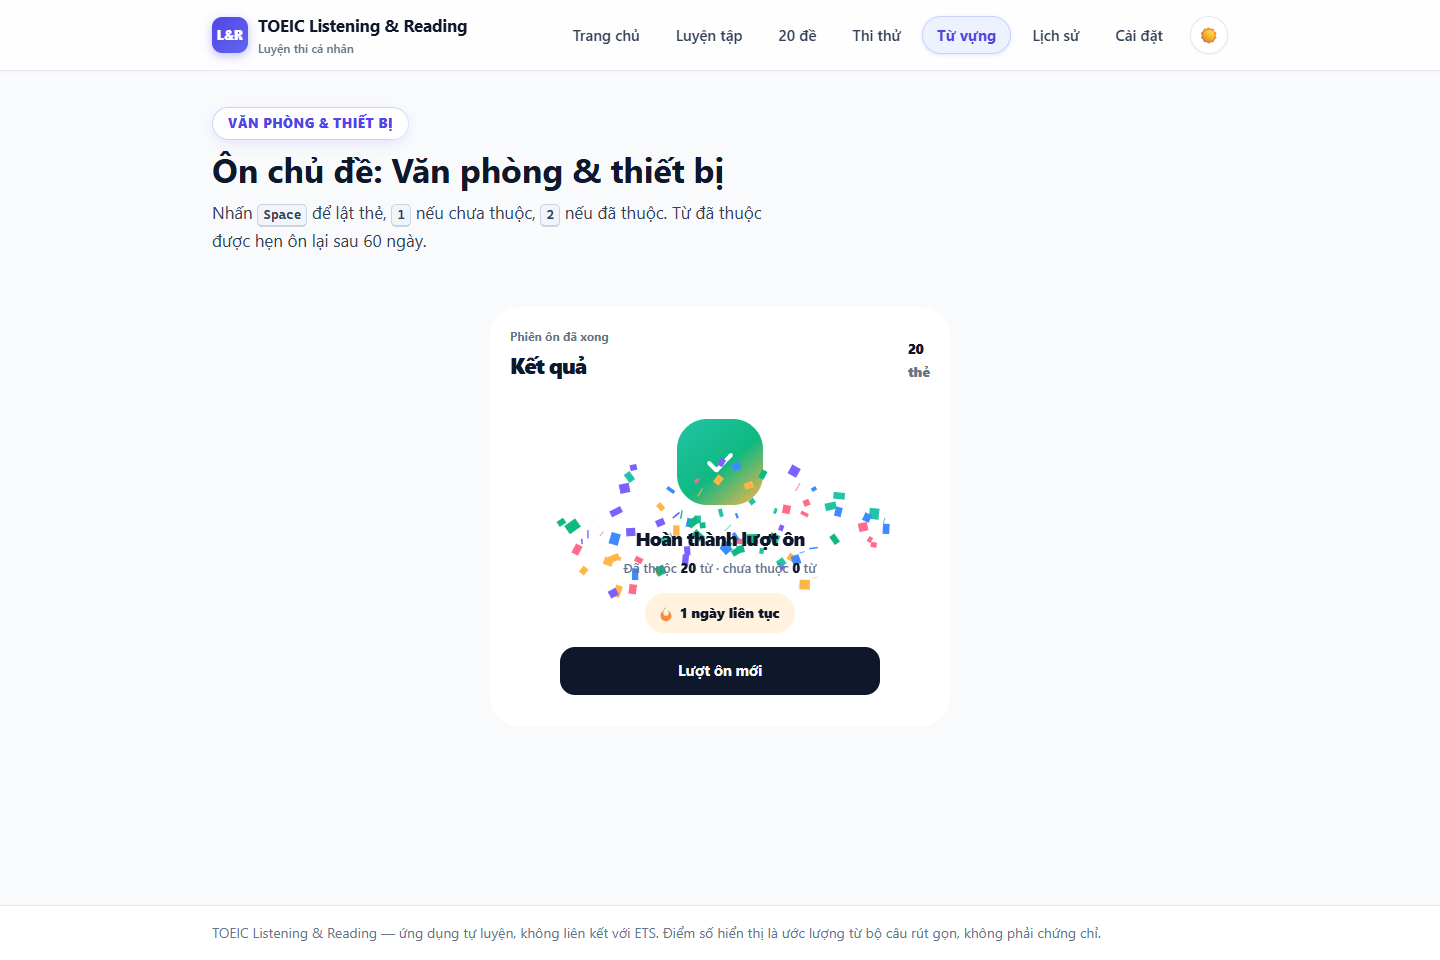 L&R
TOEIC Listening & Reading
Luyện thi cá nhân
Trang chủ
Luyện tập
20 đề
Thi thử
Từ vựng
Lịch sử
Cài đặt
VĂN PHÒNG & THIẾT BỊ
Ôn chủ đề: Văn phòng & thiết bị
Nhấn Space để lật thẻ, 1 nếu chưa thuộc, 2 nếu đã thuộc. Từ đã thuộc
được hẹn ôn lại sau 60 ngày.
Phiên ôn đã xong
Kết quả
20
thẻ
Hoàn thành lượt ôn
Đã thuộc 20 từ · chưa thuộc 0 từ
1 ngày liên tục
Lượt ôn mới
TOEIC Listening & Reading — ứng dụng tự luyện, không liên kết với ETS. Điểm số hiển thị là ước lượng từ bộ câu rút gọn, không phải chứng chỉ.